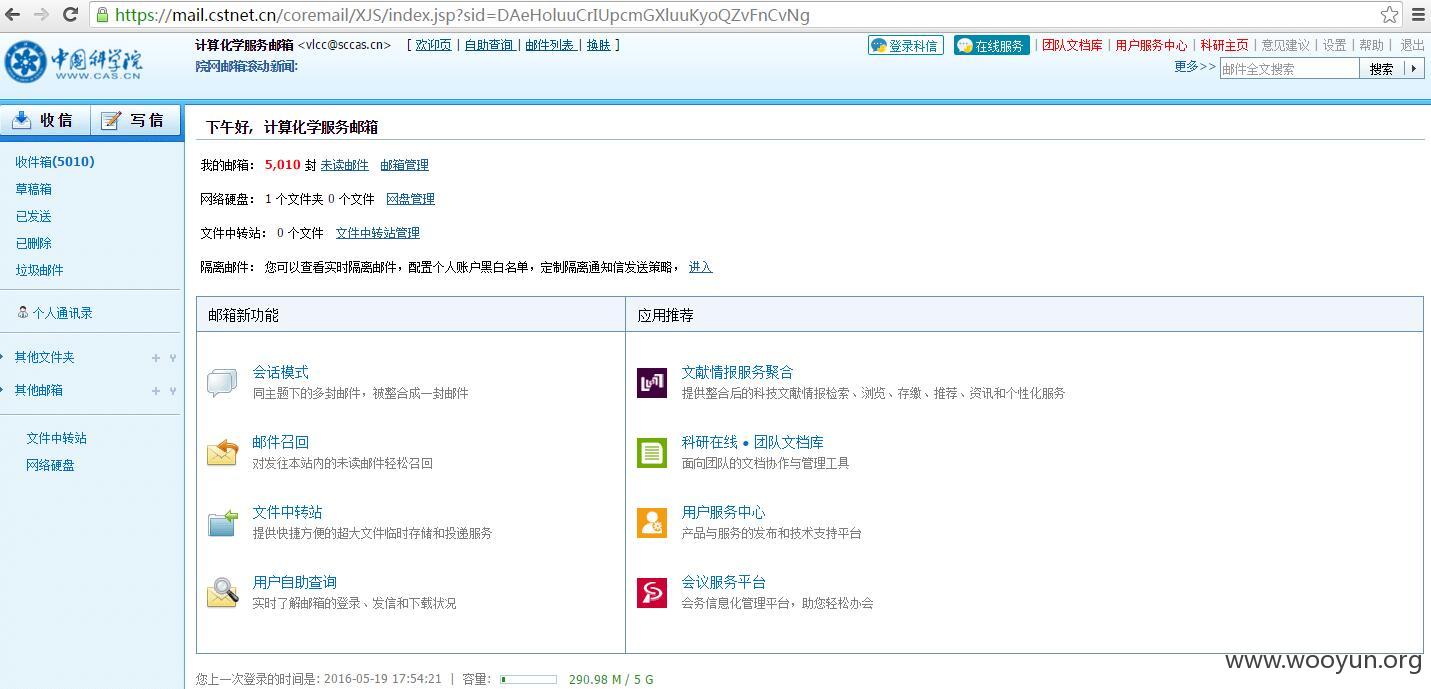 https://mail.cstnet.cn/coremail/XJS/index.jsp?sid=DAeHoluuCrIUpcmGXluuKyoQZvFnCvNg
中国科学院
WWW.CAS.CN
计算化学服务邮箱 <vlcc@sccas.cn> [ 欢迎页 | 自助查询 | 邮件列表 | 换肤 ]
登录科信 在线服务 | 团队文档库 | 用户服务中心 | 科研主页 | 意见建议 | 设置 | 帮助 | 退出
院网邮箱滚动新闻:
更多>> 邮件全文搜索 搜索
收信 写信
收件箱(5010)
草稿箱
已发送
已删除
垃圾邮件
个人通讯录
其他文件夹
其他邮箱
文件中转站
网络硬盘
下午好, 计算化学服务邮箱
我的邮箱: 5,010 封 未读邮件 邮箱管理
网络硬盘: 1 个文件夹 0 个文件 网盘管理
文件中转站: 0 个文件 文件中转站管理
隔离邮件: 您可以查看实时隔离邮件，配置个人账户黑白名单，定制隔离通知信发送策略， 进入
邮箱新功能
会话模式
同主题下的多封邮件，被整合成一封邮件
邮件召回
对发往本站内的未读邮件轻松召回
文件中转站
提供快捷方便的超大文件临时存储和投递服务
用户自助查询
实时了解邮箱的登录、发信和下载状况
应用推荐
文献情报服务聚合
提供整合后的科技文献情报检索、浏览、存缴、推荐、资讯和个性化服务
科研在线 • 团队文档库
面向团队的文档协作与管理工具
用户服务中心
产品与服务的发布和技术支持平台
会议服务平台
会务信息化管理平台，助您轻松办会
您上一次登录的时间是: 2016-05-19 17:54:21 | 容量: 290.98 M / 5 G
www.wooyun.org